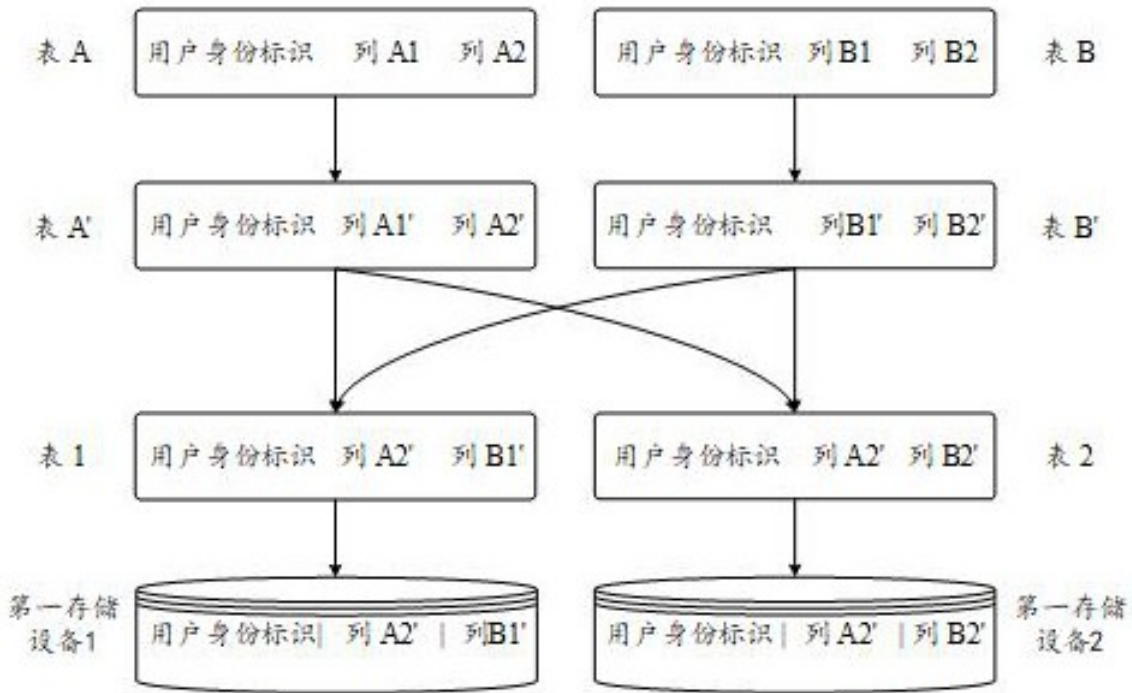 表 A 用户身份标识 列 A1 列 A2 用户身份标识 列 B1 列 B2 表 B
表 A' 用户身份标识 列 A1' 列 A2' 用户身份标识 列B1' 列 B2' 表 B'
表 1 用户身份标识 列 A2' 列 B1' 用户身份标识 列 A2' 列 B2' 表 2
第一存储
设备1
用户身份标识| 列 A2' | 列B1'
用户身份标识| 列 A2' | 列B2'
第一存储
设备2